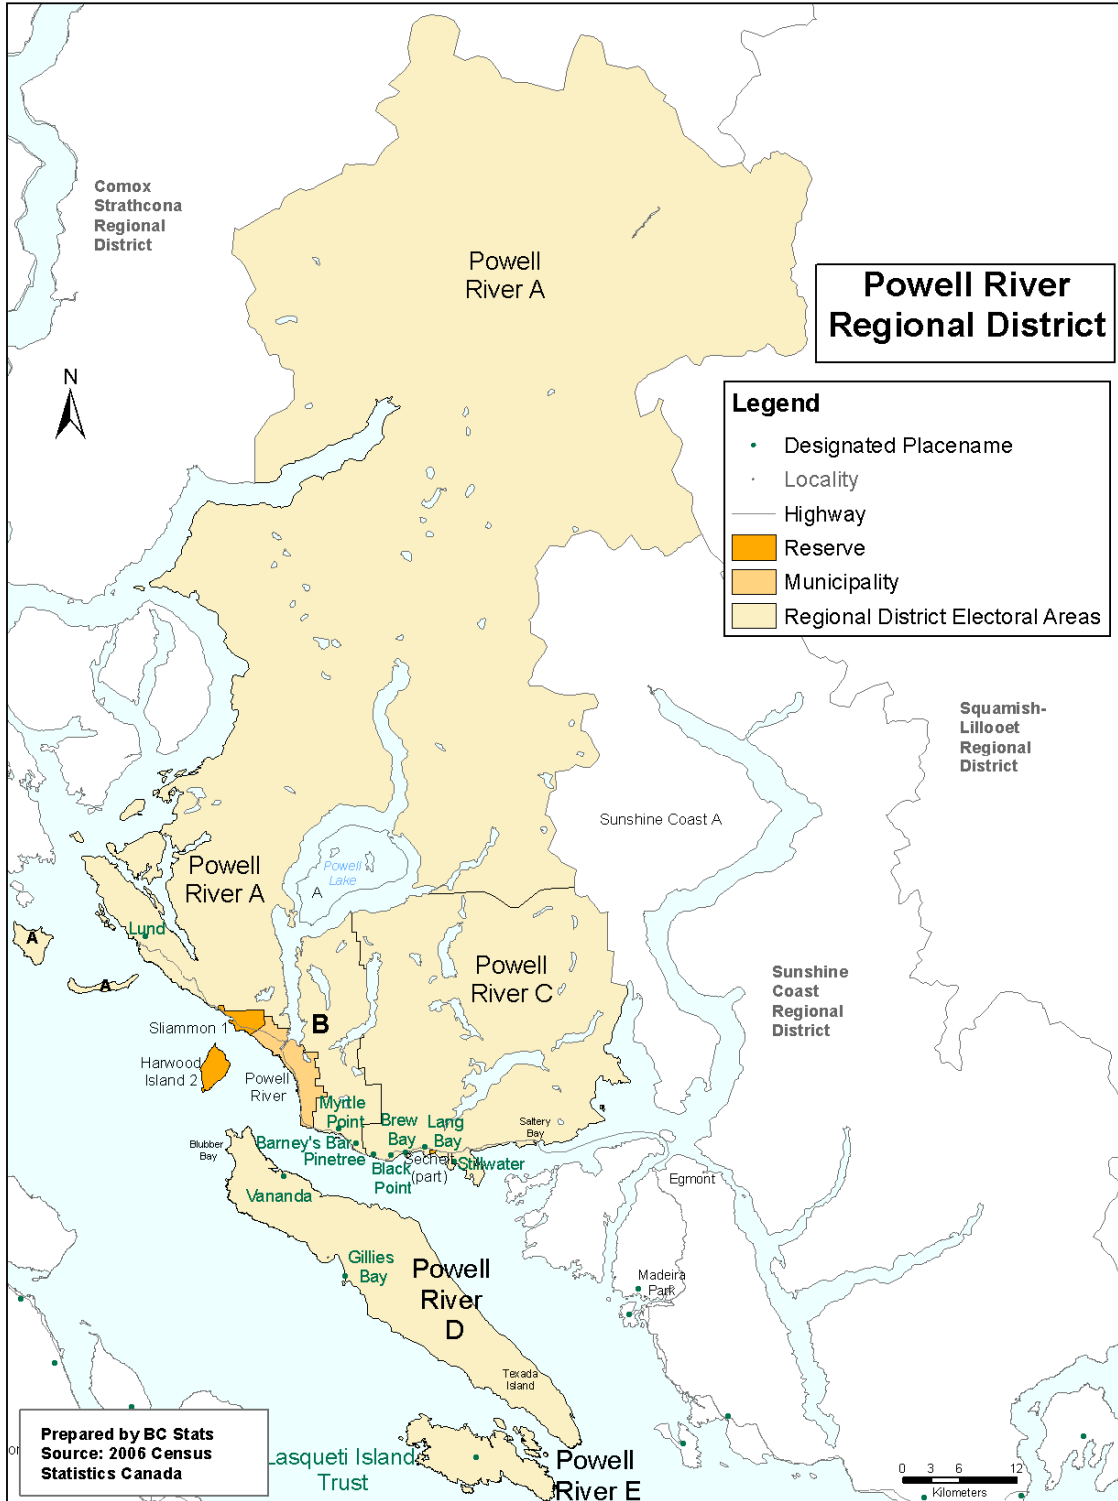 Comox
Strathcona
Regional
District
Powell
River A
Powell River
Regional District
N
Legend
Designated Placename
Locality
Highway
Reserve
Municipality
Regional District Electoral Areas
Squamish-
Lillooet
Regional
District
Sunshine Coast A
Powell
River A
Powell
Lake
A
Lund
A
A
Powell
River C
Sunshine
Coast
Regional
District
B
Sliammon 1
Harwood
Island 2
Powell
River
Myrtle
Point
Brew
Bay
Lang
Bay
Saltery
Bay
Blubber
Bay
Barney's Bar
Pinetree
Black
Point
Sechelt
(part)
Stillwater
Egmont
Vananda
Gillies
Bay
Powell
River
D
Madeira
Park
Texada
Island
Prepared by BC Stats
Source: 2006 Census
Statistics Canada
Lasqueti Island
Trust
Powell
River E
0 3 6 12
Kilometers